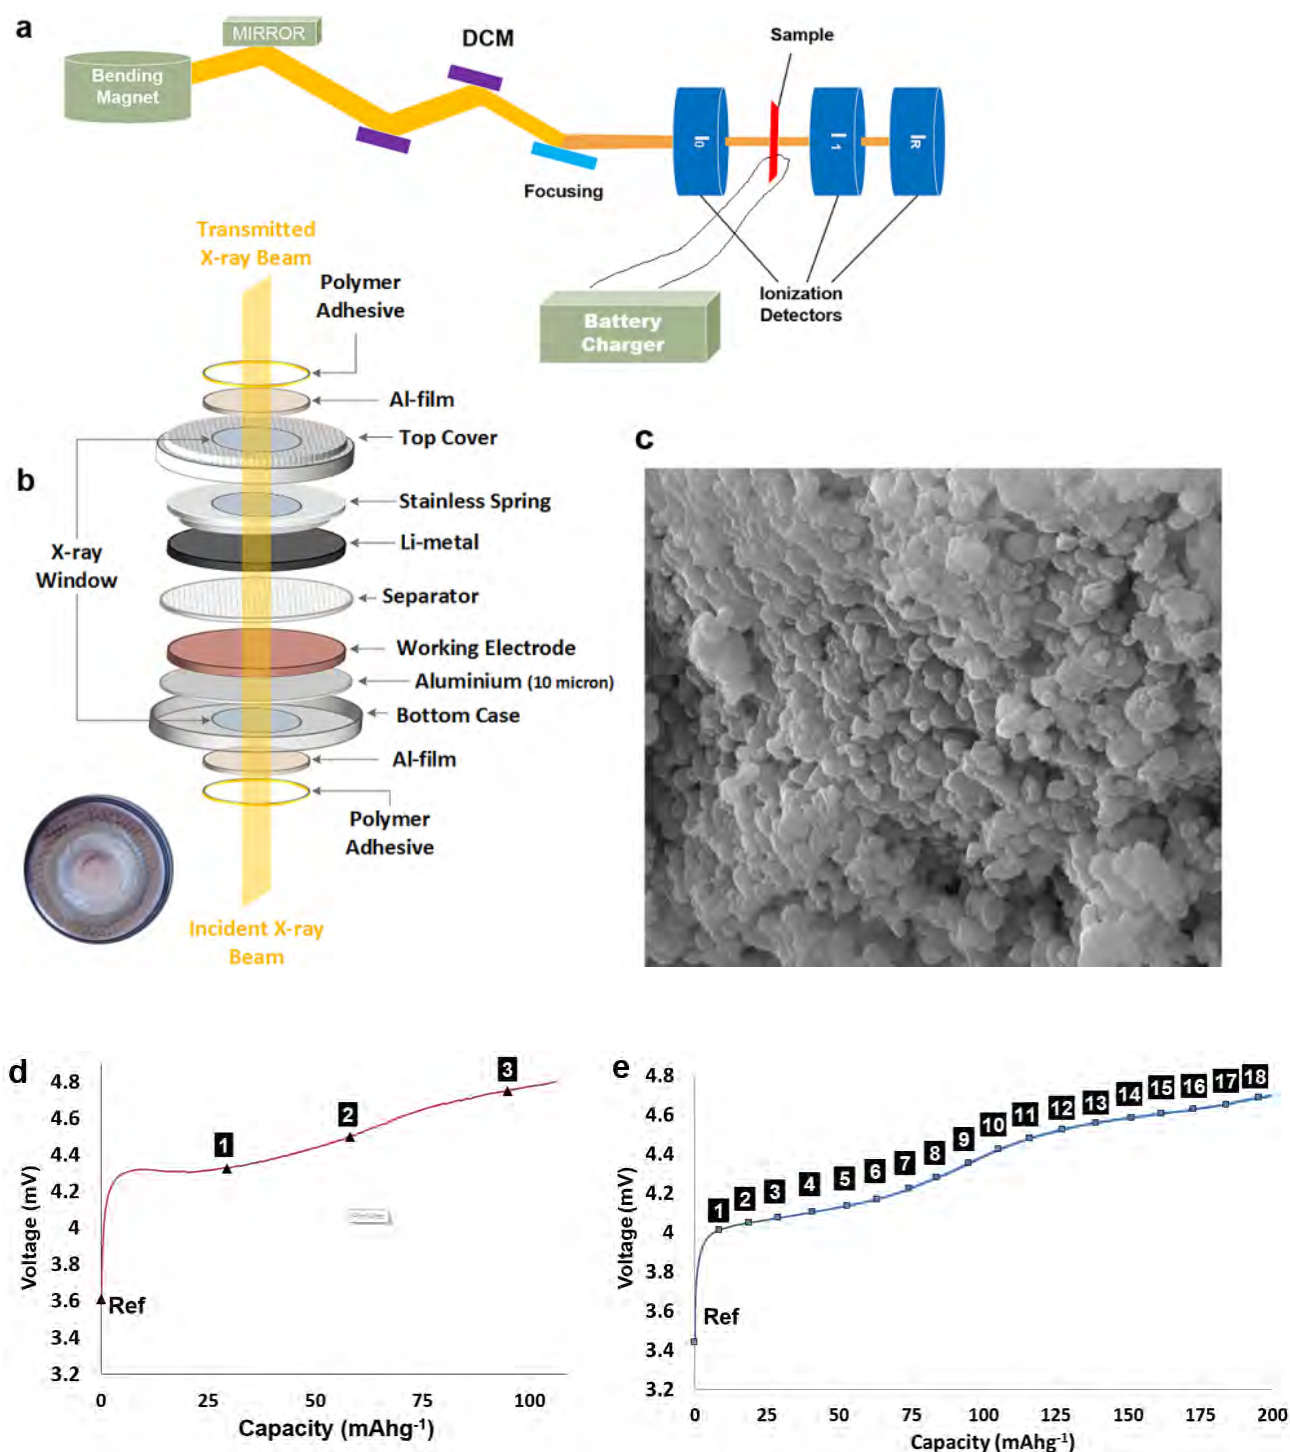 a
MIRROR
DCM
Sample
Bending
Magnet
I0
I1
IR
Focusing
Ionization
Detectors
Battery
Charger
b
Transmitted
X-ray Beam
Polymer
Adhesive
Al-film
Top Cover
Stainless Spring
X-ray
Window
Li-metal
Separator
Working Electrode
Aluminium (10 micron)
Bottom Case
Al-film
Polymer
Adhesive
Incident X-ray
Beam
c
d
Voltage (mV)
4.8
4.6
4.4
4.2
4
3.8
3.6
3.4
3.2
Ref
1
2
3
0
25
50
75
100
Capacity (mAhg-1)
e
Voltage (mV)
4.8
4.6
4.4
4.2
4
3.8
3.6
3.4
3.2
Ref
1
2
3
4
5
6
7
8
9
10
11
12
13
14
15
16
17
18
0
25
50
75
100
125
150
175
200
Capacity (mAhg-1)